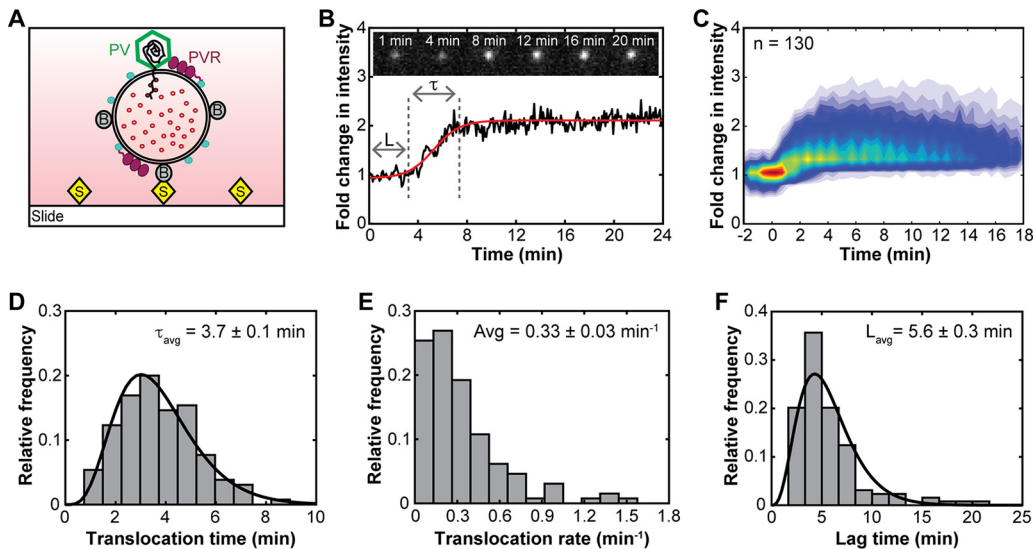 A
PV
PVR
B
B
B
S
S
S
Slide
B
1 min 4 min 8 min 12 min 16 min 20 min
τ
L
Fold change in intensity
4
3
2
1
0
0 4 8 12 16 20 24
Time (min)
C
n = 130
Fold change in intensity
4
3
2
1
0
-2 0 2 4 6 8 10 12 14 16 18
Time (min)
D
τavg = 3.7 ± 0.1 min
Relative frequency
0.3
0.2
0.1
0
0 2 4 6 8 10
Translocation time (min)
E
Avg = 0.33 ± 0.03 min-1
Relative frequency
0.3
0.2
0.1
0
0 0.3 0.6 0.9 1.2 1.5 1.8
Translocation rate (min-1)
F
Lavg = 5.6 ± 0.3 min
Relative frequency
0.4
0.3
0.2
0.1
0.0
0 5 10 15 20 25
Lag time (min)